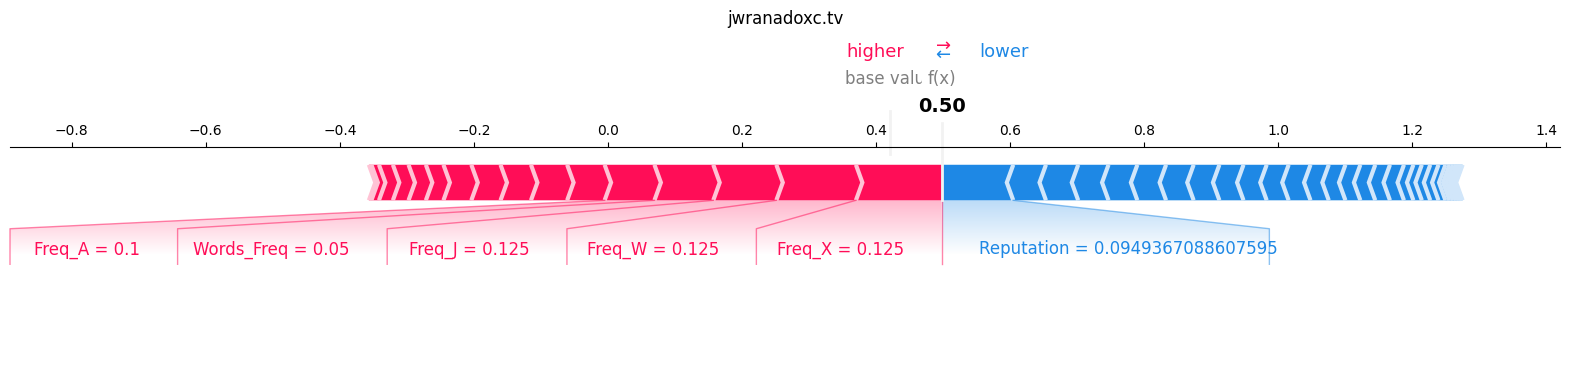 jwranadoxc.tv
higher ⇄ lower
base valu f(x)
0.50
−0.8 −0.6 −0.4 −0.2 0.0 0.2 0.4 0.6 0.8 1.0 1.2 1.4
Freq_A = 0.1 Words_Freq = 0.05 Freq_J = 0.125 Freq_W = 0.125 Freq_X = 0.125 Reputation = 0.0949367088607595